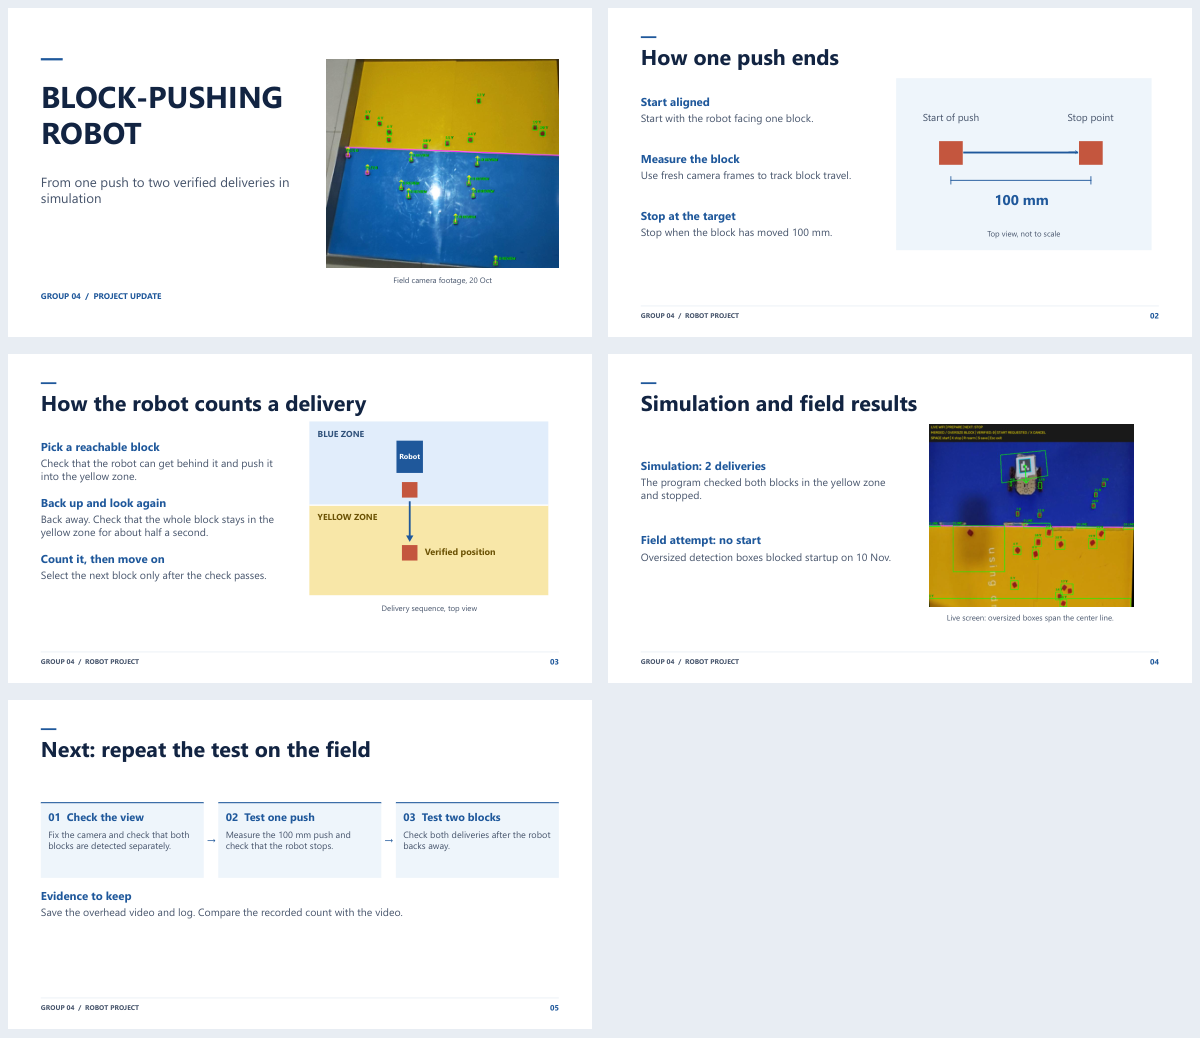 BLOCK-PUSHING
ROBOT
From one push to two verified deliveries in
simulation
Field camera footage, 20 Oct
GROUP 04 / PROJECT UPDATE
How one push ends
Start aligned
Start with the robot facing one block.
Measure the block
Use fresh camera frames to track block travel.
Stop at the target
Stop when the block has moved 100 mm.
Start of push
Stop point
100 mm
Top view, not to scale
GROUP 04 / ROBOT PROJECT
02
How the robot counts a delivery
Pick a reachable block
Check that the robot can get behind it and push it
into the yellow zone.
Back up and look again
Back away. Check that the whole block stays in the
yellow zone for about half a second.
Count it, then move on
Select the next block only after the check passes.
BLUE ZONE
Robot
YELLOW ZONE
Verified position
Delivery sequence, top view
GROUP 04 / ROBOT PROJECT
03
Simulation and field results
Simulation: 2 deliveries
The program checked both blocks in the yellow zone
and stopped.
Field attempt: no start
Oversized detection boxes blocked startup on 10 Nov.
using
Live screen: oversized boxes span the center line.
GROUP 04 / ROBOT PROJECT
04
Next: repeat the test on the field
01 Check the view
Fix the camera and check that both
blocks are detected separately.
→
02 Test one push
Measure the 100 mm push and
check that the robot stops.
→
03 Test two blocks
Check both deliveries after the robot
backs away.
Evidence to keep
Save the overhead video and log. Compare the recorded count with the video.
GROUP 04 / ROBOT PROJECT
05